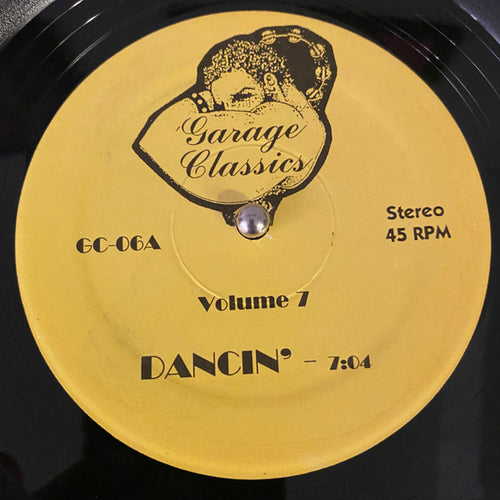 Garage
Classics
GC-06A
Stereo
45 RPM
Volume 7
DANCIN' - 7:04